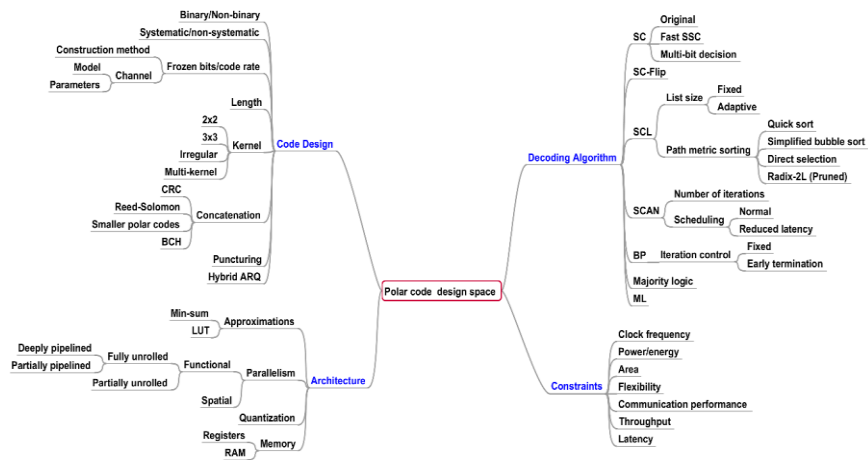 Polar code design space
Code Design
Binary/Non-binary
Systematic/non-systematic
Frozen bits/code rate
Construction method
Channel
Model
Parameters
Length
Kernel
2x2
3x3
Irregular
Multi-kernel
Concatenation
CRC
Reed-Solomon
Smaller polar codes
BCH
Puncturing
Hybrid ARQ
Architecture
Approximations
Min-sum
LUT
Parallelism
Functional
Fully unrolled
Deeply pipelined
Partially pipelined
Partially unrolled
Spatial
Quantization
Memory
Registers
RAM
Decoding Algorithm
SC
Original
Fast SSC
Multi-bit decision
SC-Flip
SCL
List size
Fixed
Adaptive
Path metric sorting
Quick sort
Simplified bubble sort
Direct selection
Radix-2L (Pruned)
SCAN
Number of iterations
Scheduling
Normal
Reduced latency
BP
Iteration control
Fixed
Early termination
Majority logic
ML
Constraints
Clock frequency
Power/energy
Area
Flexibility
Communication performance
Throughput
Latency